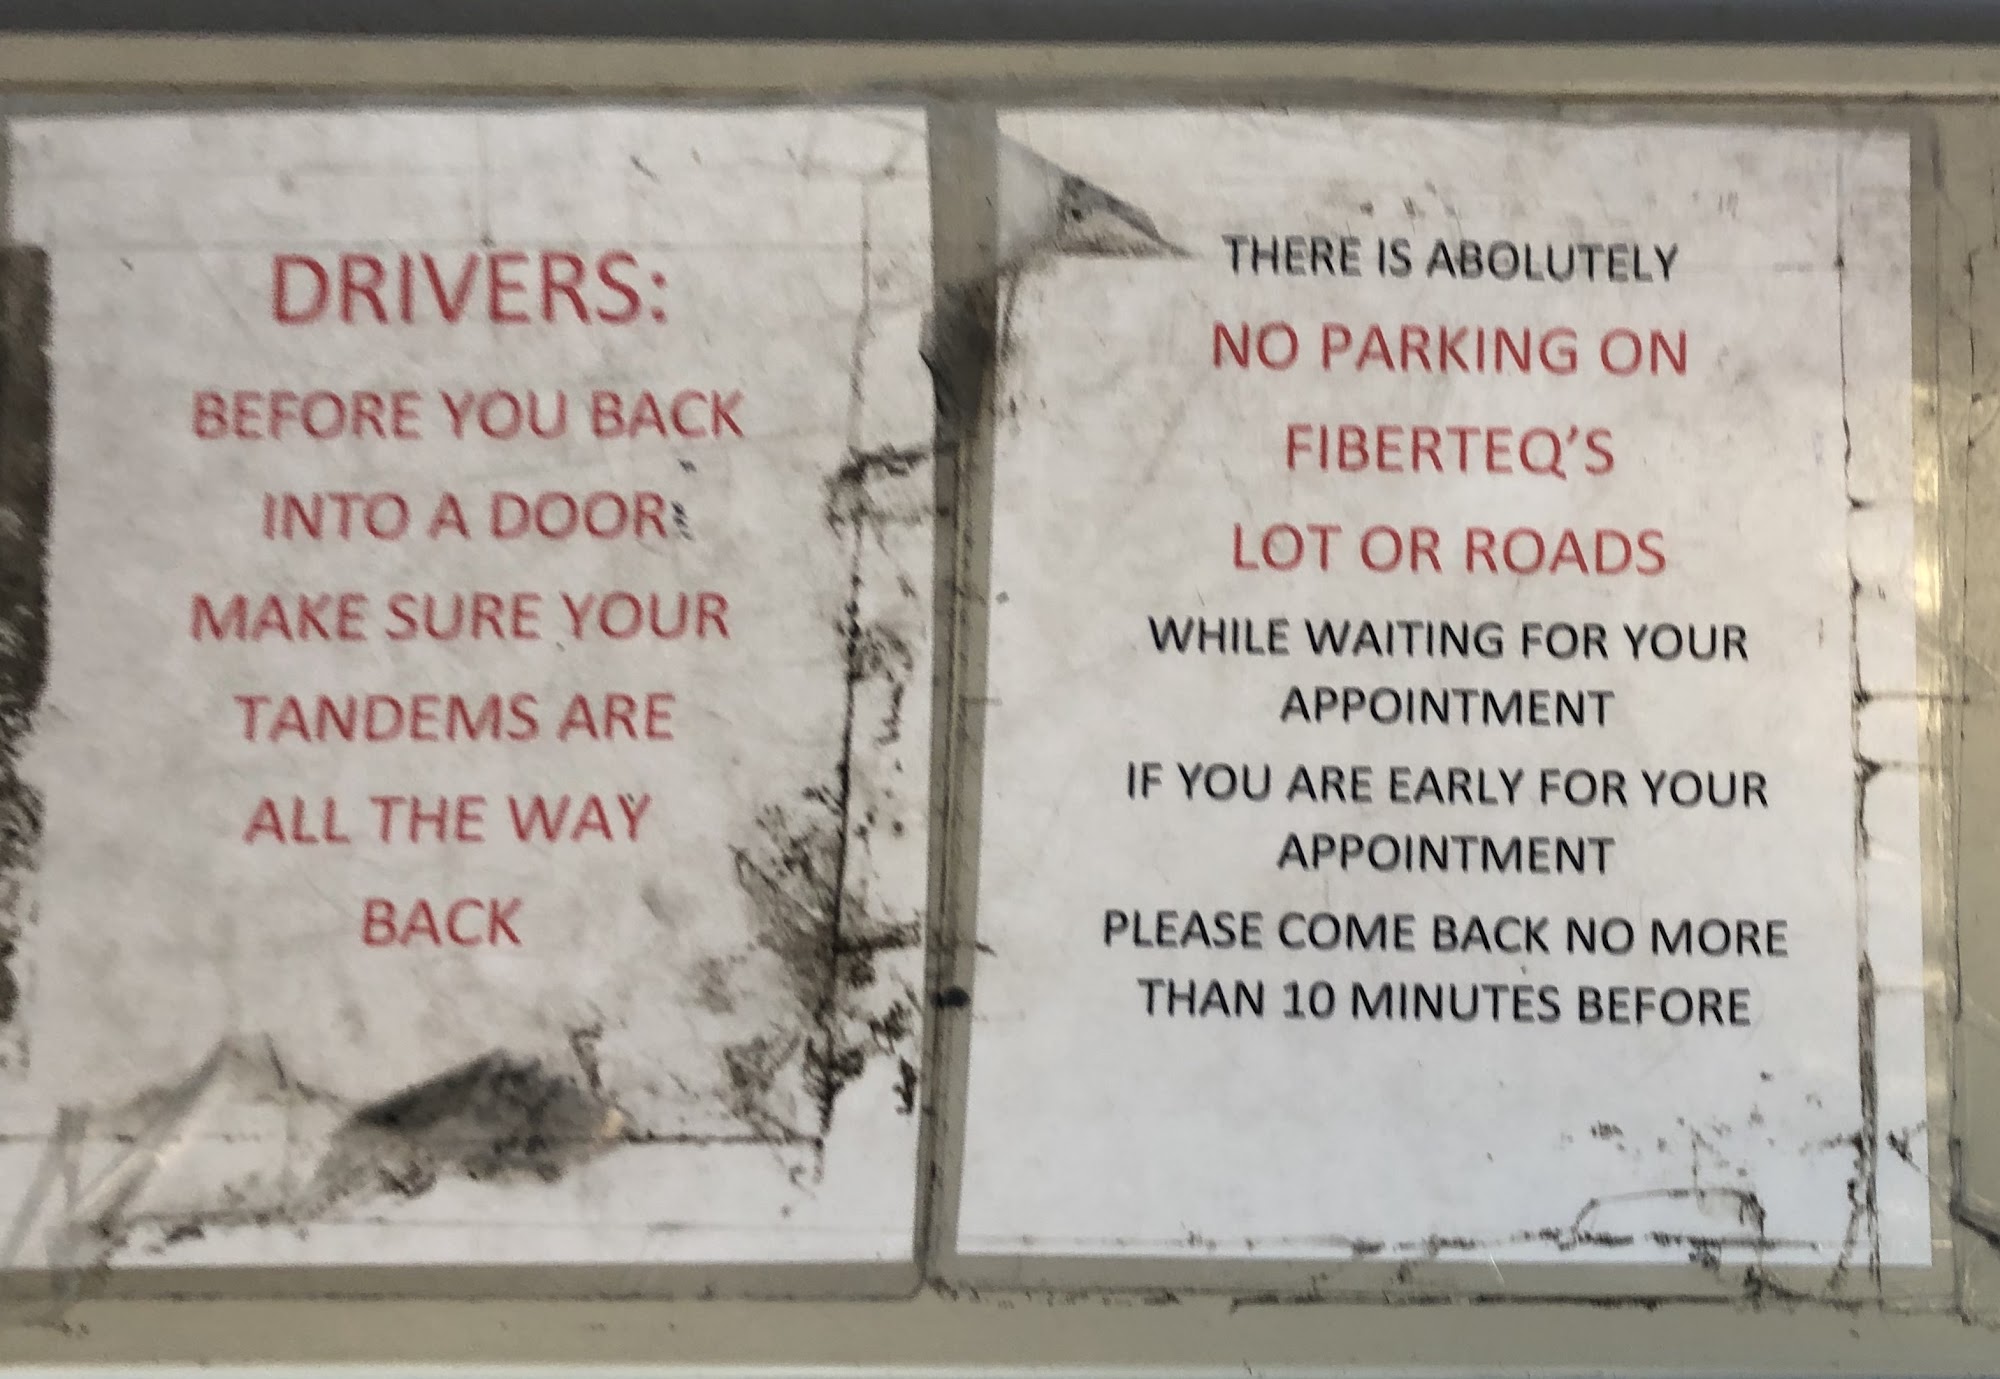 DRIVERS:
BEFORE YOU BACK
INTO A DOOR
MAKE SURE YOUR
TANDEMS ARE
ALL THE WAY
BACK
THERE IS ABOLUTELY
NO PARKING ON
FIBERTEQ'S
LOT OR ROADS
WHILE WAITING FOR YOUR
APPOINTMENT
IF YOU ARE EARLY FOR YOUR
APPOINTMENT
PLEASE COME BACK NO MORE
THAN 10 MINUTES BEFORE